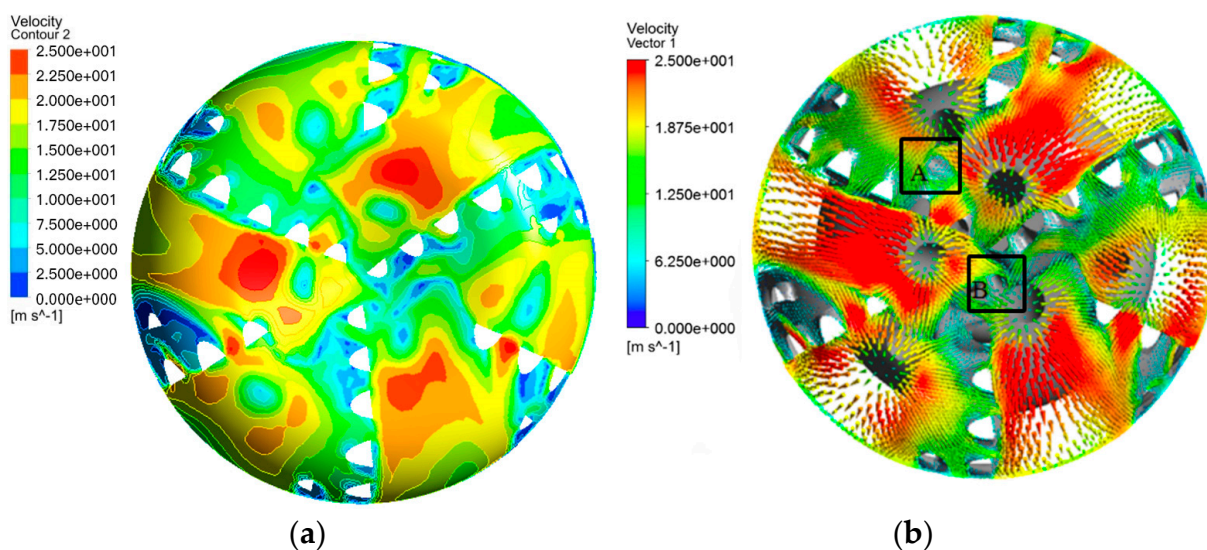 Velocity
Contour 2
2.500e+001
2.250e+001
2.000e+001
1.750e+001
1.500e+001
1.250e+001
1.000e+001
7.500e+000
5.000e+000
2.500e+000
0.000e+000
[m s^-1]
(a)
Velocity
Vector 1
2.500e+001
1.875e+001
1.250e+001
6.250e+000
0.000e+000
[m s^-1]
A
B
(b)